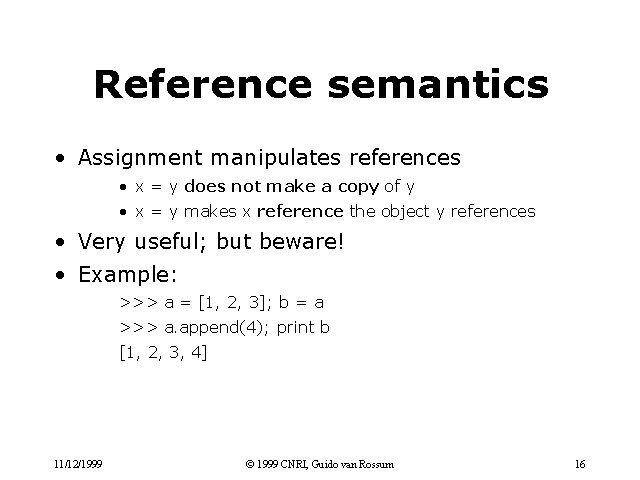 Reference semantics
• Assignment manipulates references
• x = y does not make a copy of y
• x = y makes x reference the object y references
• Very useful; but beware!
• Example:
>>> a = [1, 2, 3]; b = a
>>> a.append(4); print b
[1, 2, 3, 4]
11/12/1999 © 1999 CNRI, Guido van Rossum 16